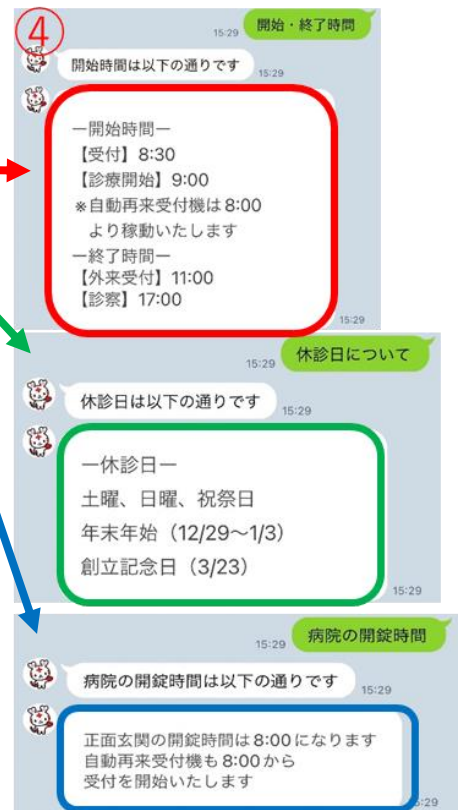 ④
15:29 開始・終了時間
開始時間は以下の通りです 15:29
ー開始時間ー
【受付】8:30
【診療開始】9:00
※自動再来受付機は8:00
より稼動いたします
ー終了時間ー
【外来受付】11:00
【診察】17:00
15:29
15:29 休診日について
休診日は以下の通りです 15:29
ー休診日ー
土曜、日曜、祝祭日
年末年始（12/29～1/3）
創立記念日（3/23）
15:29
15:29 病院の開錠時間
病院の開錠時間は以下の通りです 15:29
正面玄関の開錠時間は8:00になります
自動再来受付機も8:00から
受付を開始いたします
5:29